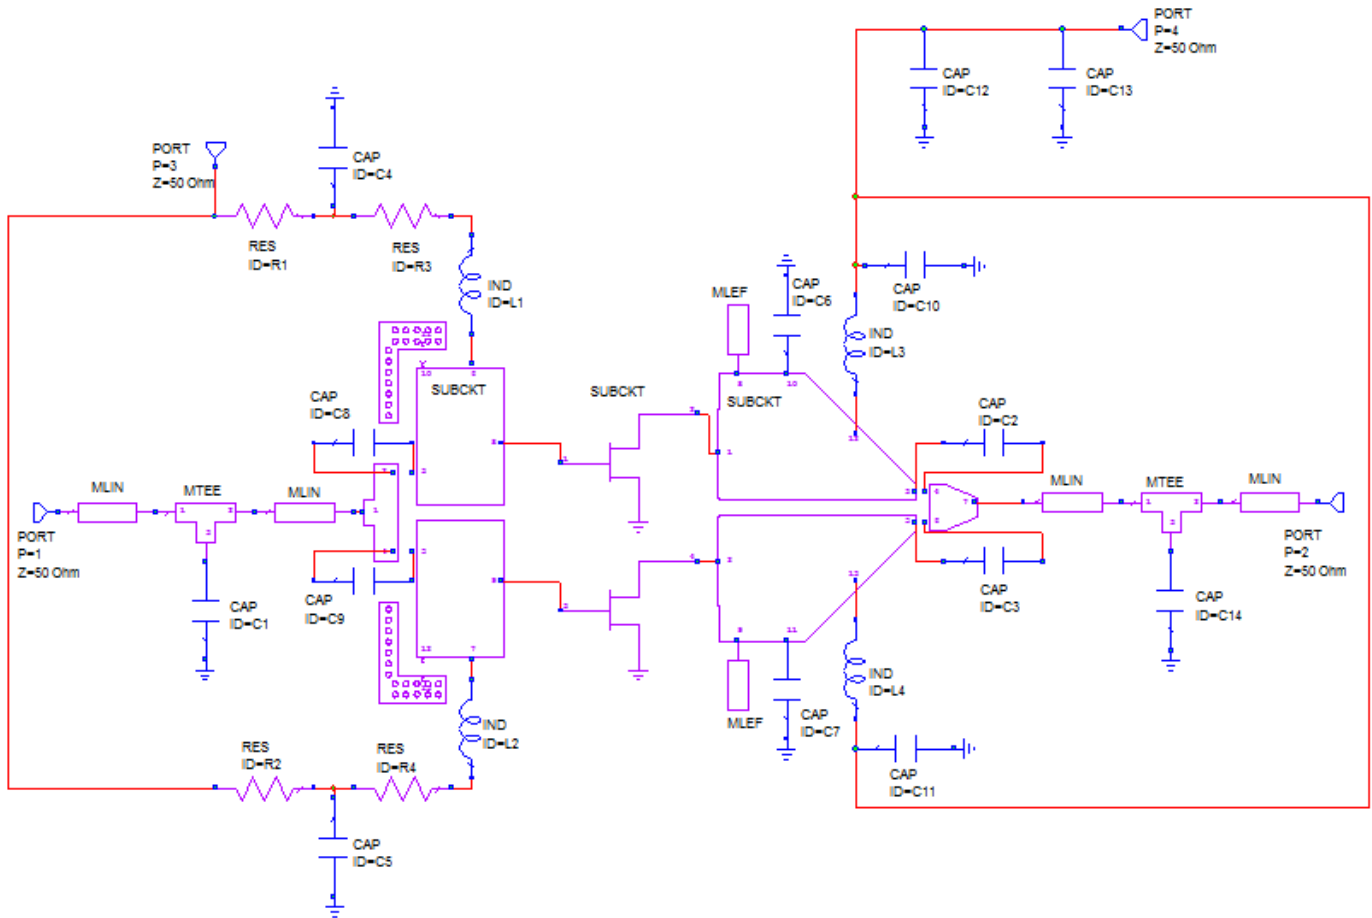 PORT
P=4
Z=50 Ohm
CAP
ID=C12
CAP
ID=C13
PORT
P=3
Z=50 Ohm
CAP
ID=C4
RES
ID=R1
RES
ID=R3
IND
ID=L1
MLEF
CAP
ID=C6
CAP
ID=C10
IND
ID=L3
SUBCKT
SUBCKT
SUBCKT
CAP
ID=C8
CAP
ID=C2
MLIN
MTEE
MLIN
MLIN
MTEE
MLIN
PORT
P=1
Z=50 Ohm
PORT
P=2
Z=50 Ohm
CAP
ID=C1
CAP
ID=C9
CAP
ID=C3
CAP
ID=C14
IND
ID=L2
IND
ID=L4
MLEF
CAP
ID=C7
RES
ID=R2
RES
ID=R4
CAP
ID=C11
CAP
ID=C5